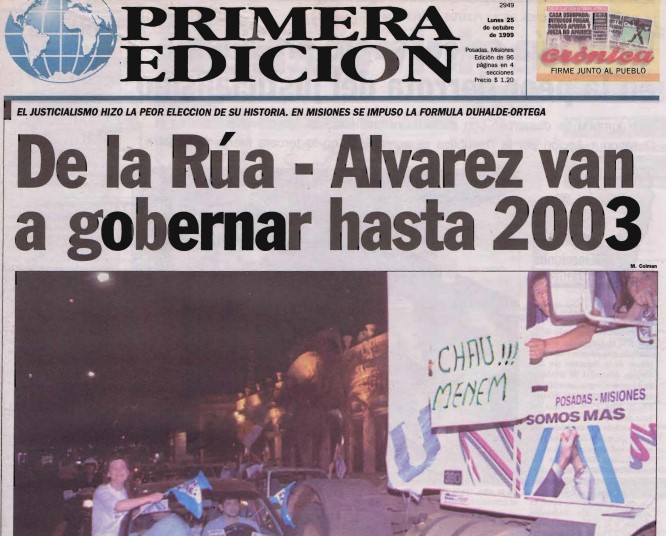 PRIMERA
EDICION
2949
Lunes 25
de octubre
de 1999
Posadas, Misiones
Edición de 96
páginas en 4
secciones
Precio $ 1.20
crónica
FIRME JUNTO AL PUEBLO
EL JUSTICIALISMO HIZO LA PEOR ELECCION DE SU HISTORIA. EN MISIONES SE IMPUSO LA FORMULA DUHALDE-ORTEGA
De la Rúa - Alvarez van
a gobernar hasta 2003
M. Colman
¡CHAU!!!
MENEM
POSADAS - MISIONES
SOMOS MAS